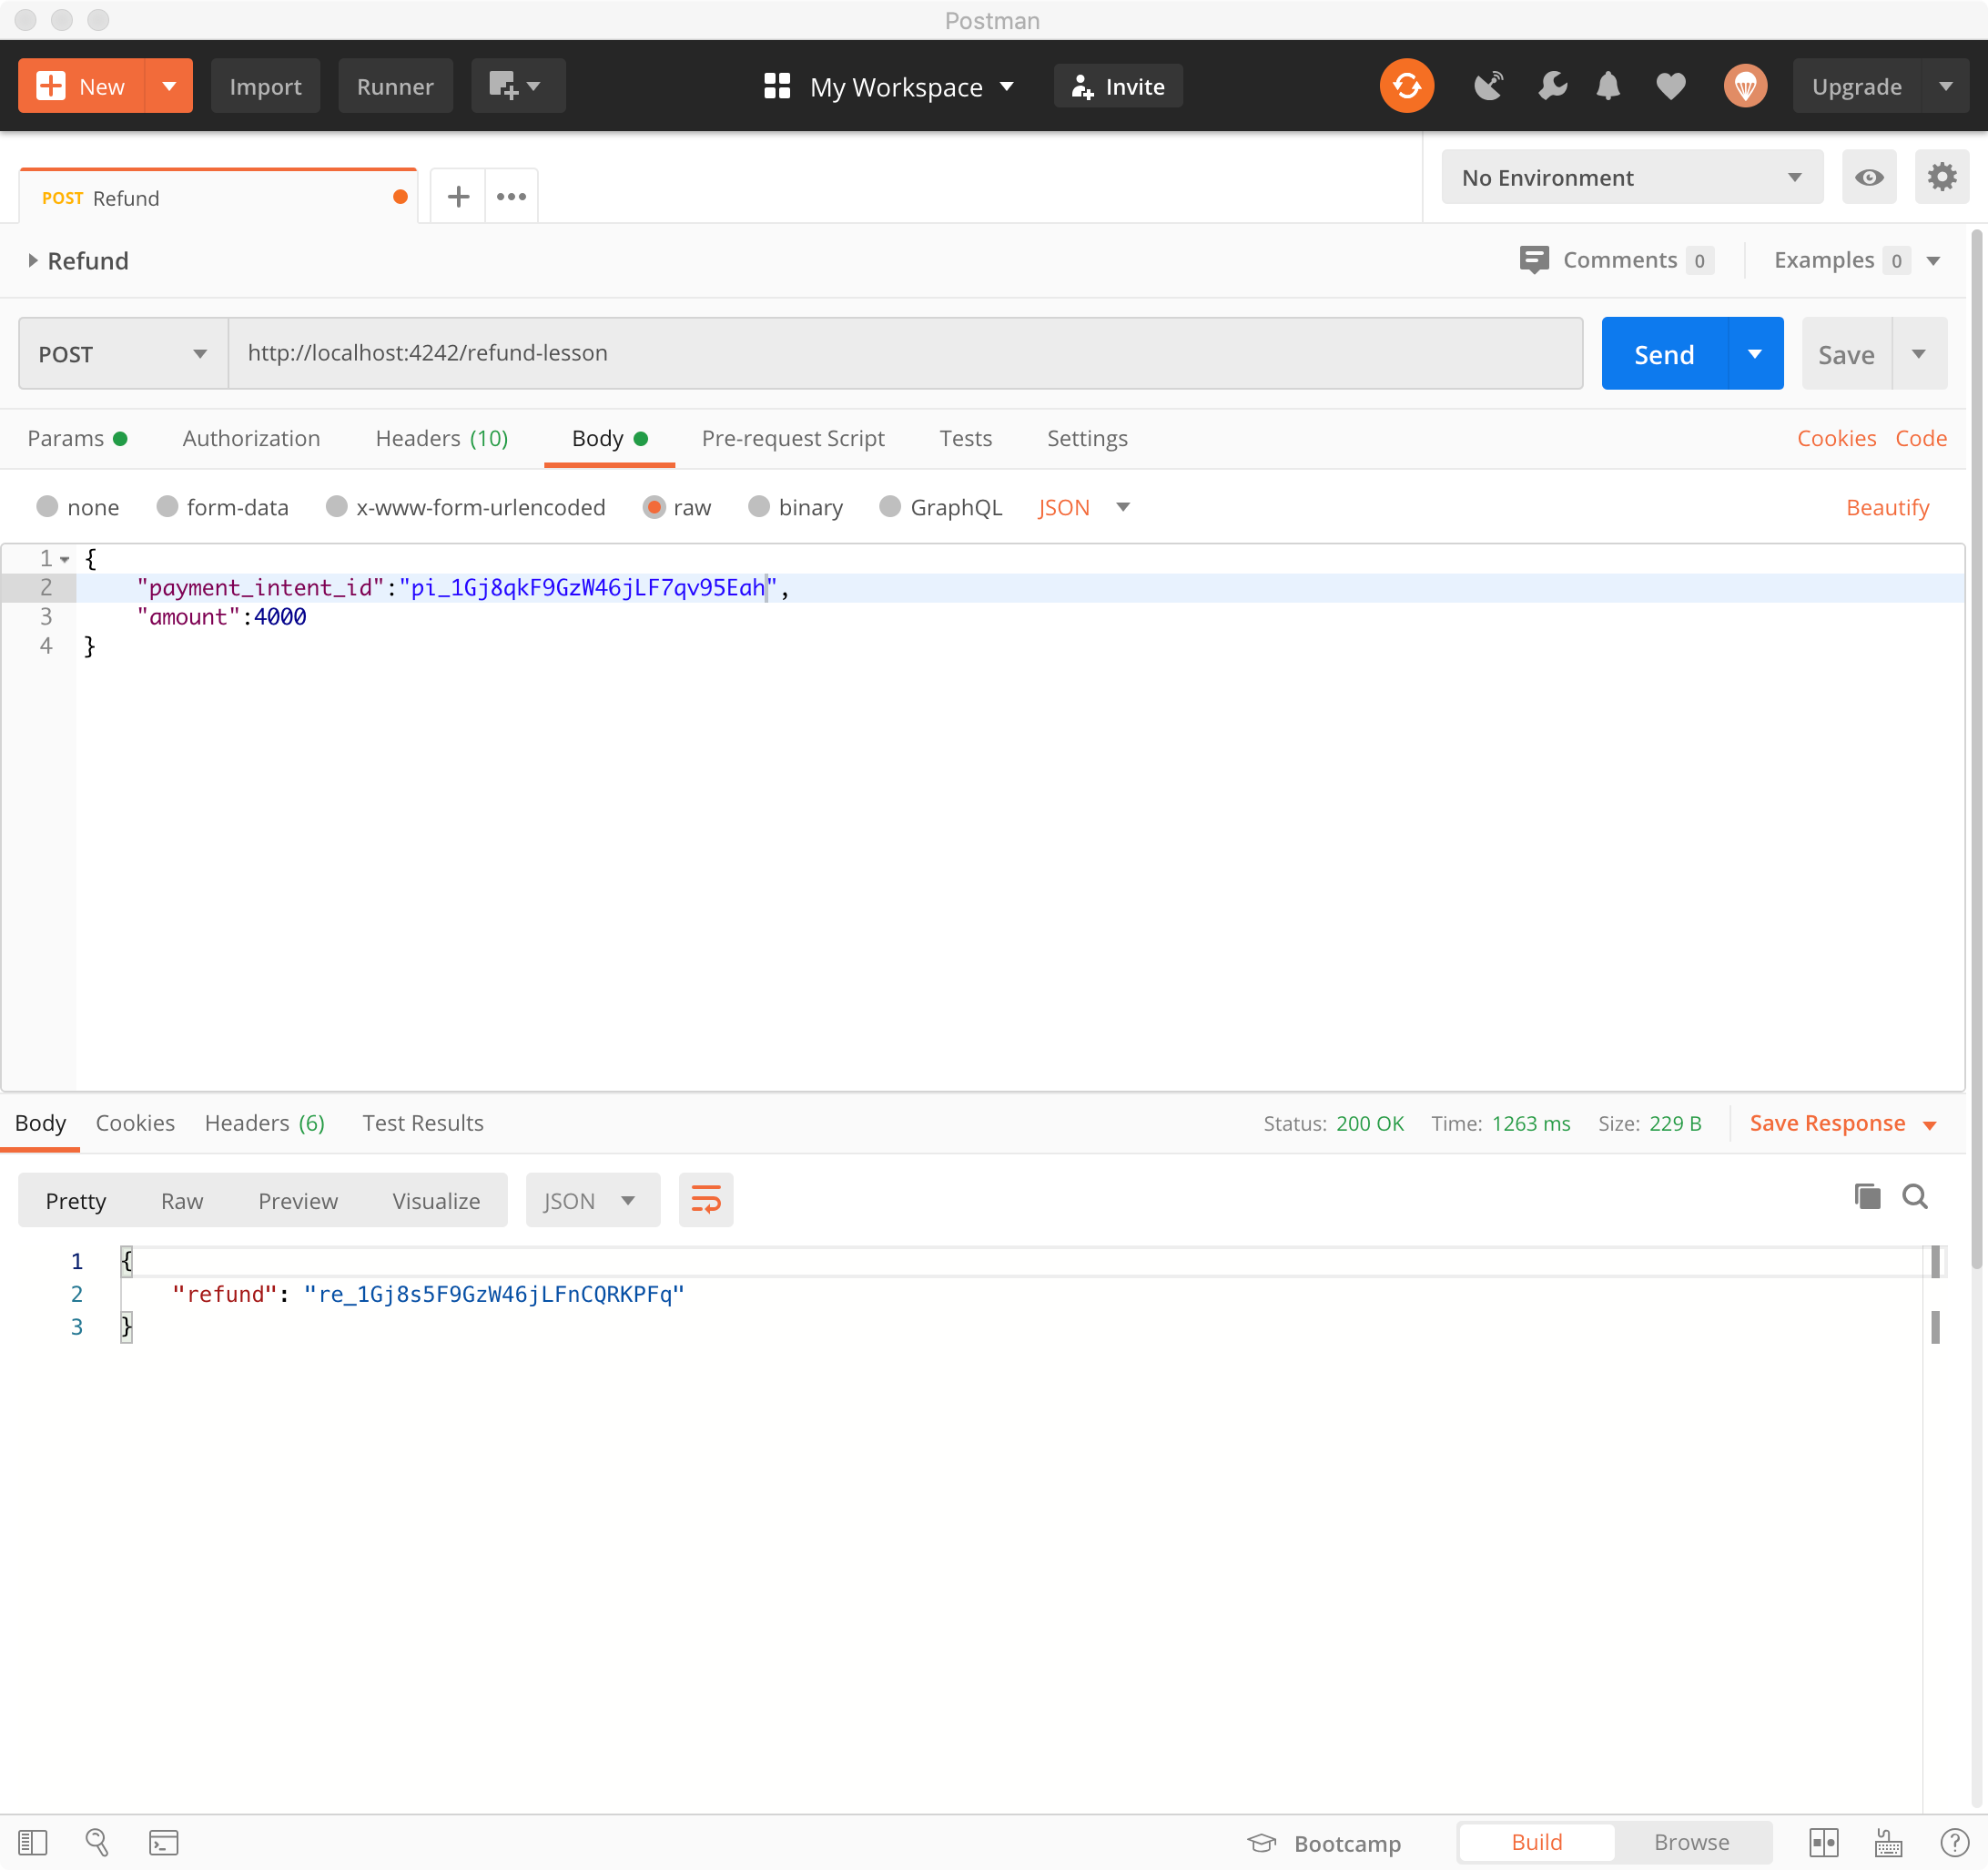 Postman
New Import Runner My Workspace Invite Upgrade
POST Refund No Environment
Refund Comments 0 Examples 0
POST http://localhost:4242/refund-lesson Send Save
Params Authorization Headers (10) Body Pre-request Script Tests Settings Cookies Code
none form-data x-www-form-urlencoded raw binary GraphQL JSON Beautify
1 {
2 "payment_intent_id":"pi_1Gj8qkF9GzW46jLF7qv95Eah",
3 "amount":4000
4 }
Body Cookies Headers (6) Test Results Status: 200 OK Time: 1263 ms Size: 229 B Save Response
Pretty Raw Preview Visualize JSON
1 {
2 "refund": "re_1Gj8s5F9GzW46jLFnCQRKPFq"
3 }
Bootcamp Build Browse